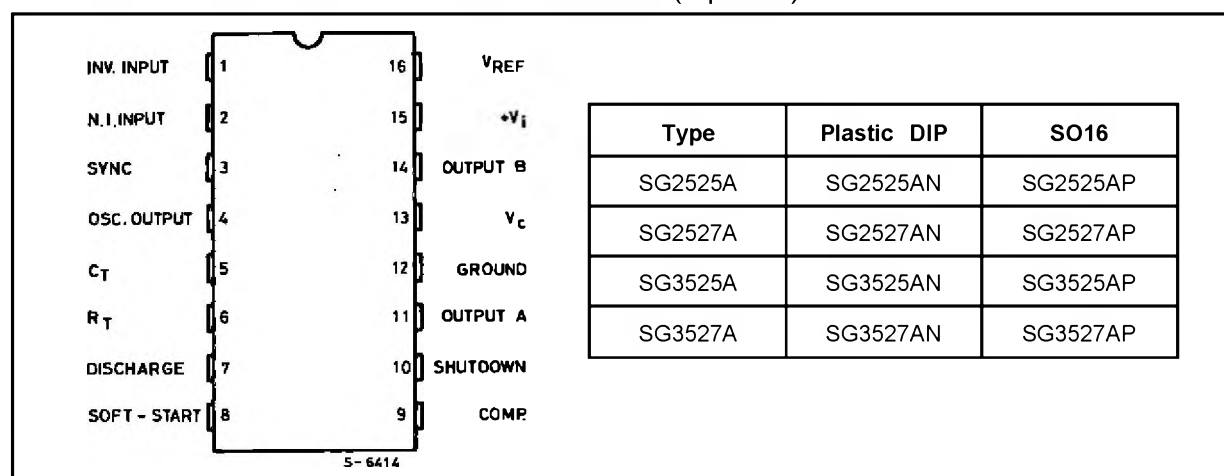 INV. INPUT 1 16 VREF
N.I.INPUT 2 15 +Vi
SYNC 3 14 OUTPUT B
OSC. OUTPUT 4 13 Vc
CT 5 12 GROUND
RT 6 11 OUTPUT A
DISCHARGE 7 10 SHUTDOWN
SOFT - START 8 9 COMP.
S-6414
Type Plastic DIP SO16
SG2525A SG2525AN SG2525AP
SG2527A SG2527AN SG2527AP
SG3525A SG3525AN SG3525AP
SG3527A SG3527AN SG3527AP